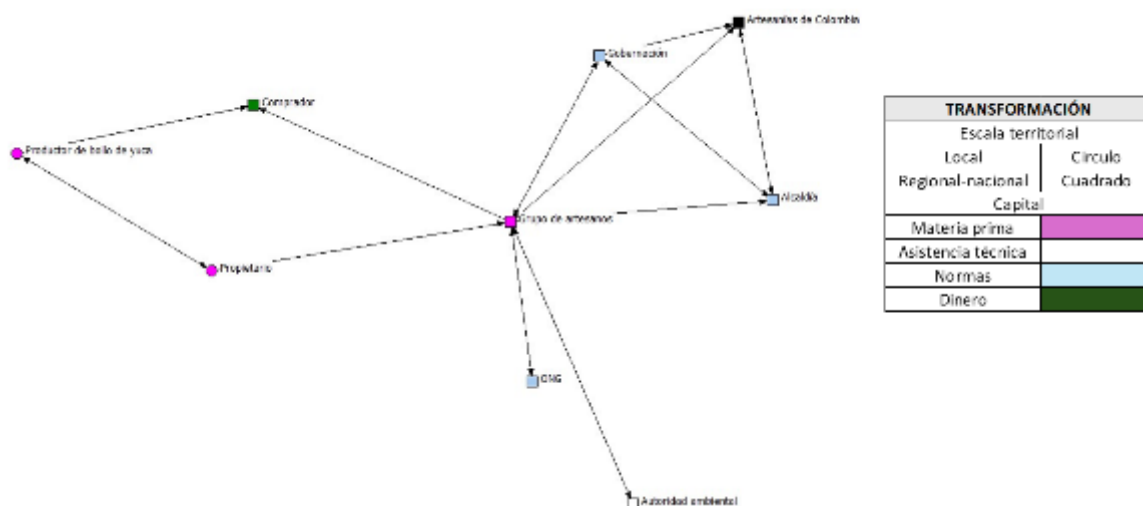 Artesanías de Colombia
Gobernación
Comprador
Productor de bollo de yuca
Alcaldía
Grupo de artesanos
Propietario
ONG
Autoridad ambiental
TRANSFORMACIÓN
Escala territorial
Local Circulo
Regional-nacional Cuadrado
Capital
Materia prima
Asistencia técnica
Normas
Dinero